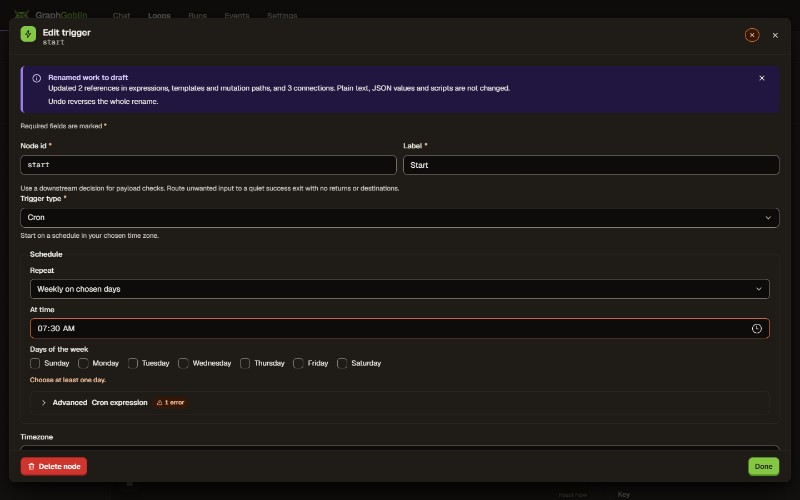 GraphGoblin Chat Loops Runs Events Settings
Edit trigger
start
Renamed work to draft
Updated 2 references in expressions, templates and mutation paths, and 3 connections. Plain text, JSON values and scripts are not changed.
Undo reverses the whole rename.
Required fields are marked *
Node id * Label *
start Start
Use a downstream decision for payload checks. Route unwanted input to a quiet success exit with no returns or destinations.
Trigger type *
Cron
Start on a schedule in your chosen time zone.
Schedule
Repeat
Weekly on chosen days
At time
07:30 AM
Days of the week
Sunday Monday Tuesday Wednesday Thursday Friday Saturday
Choose at least one day.
Advanced Cron expression 1 error
Timezone
Delete node Done
Key